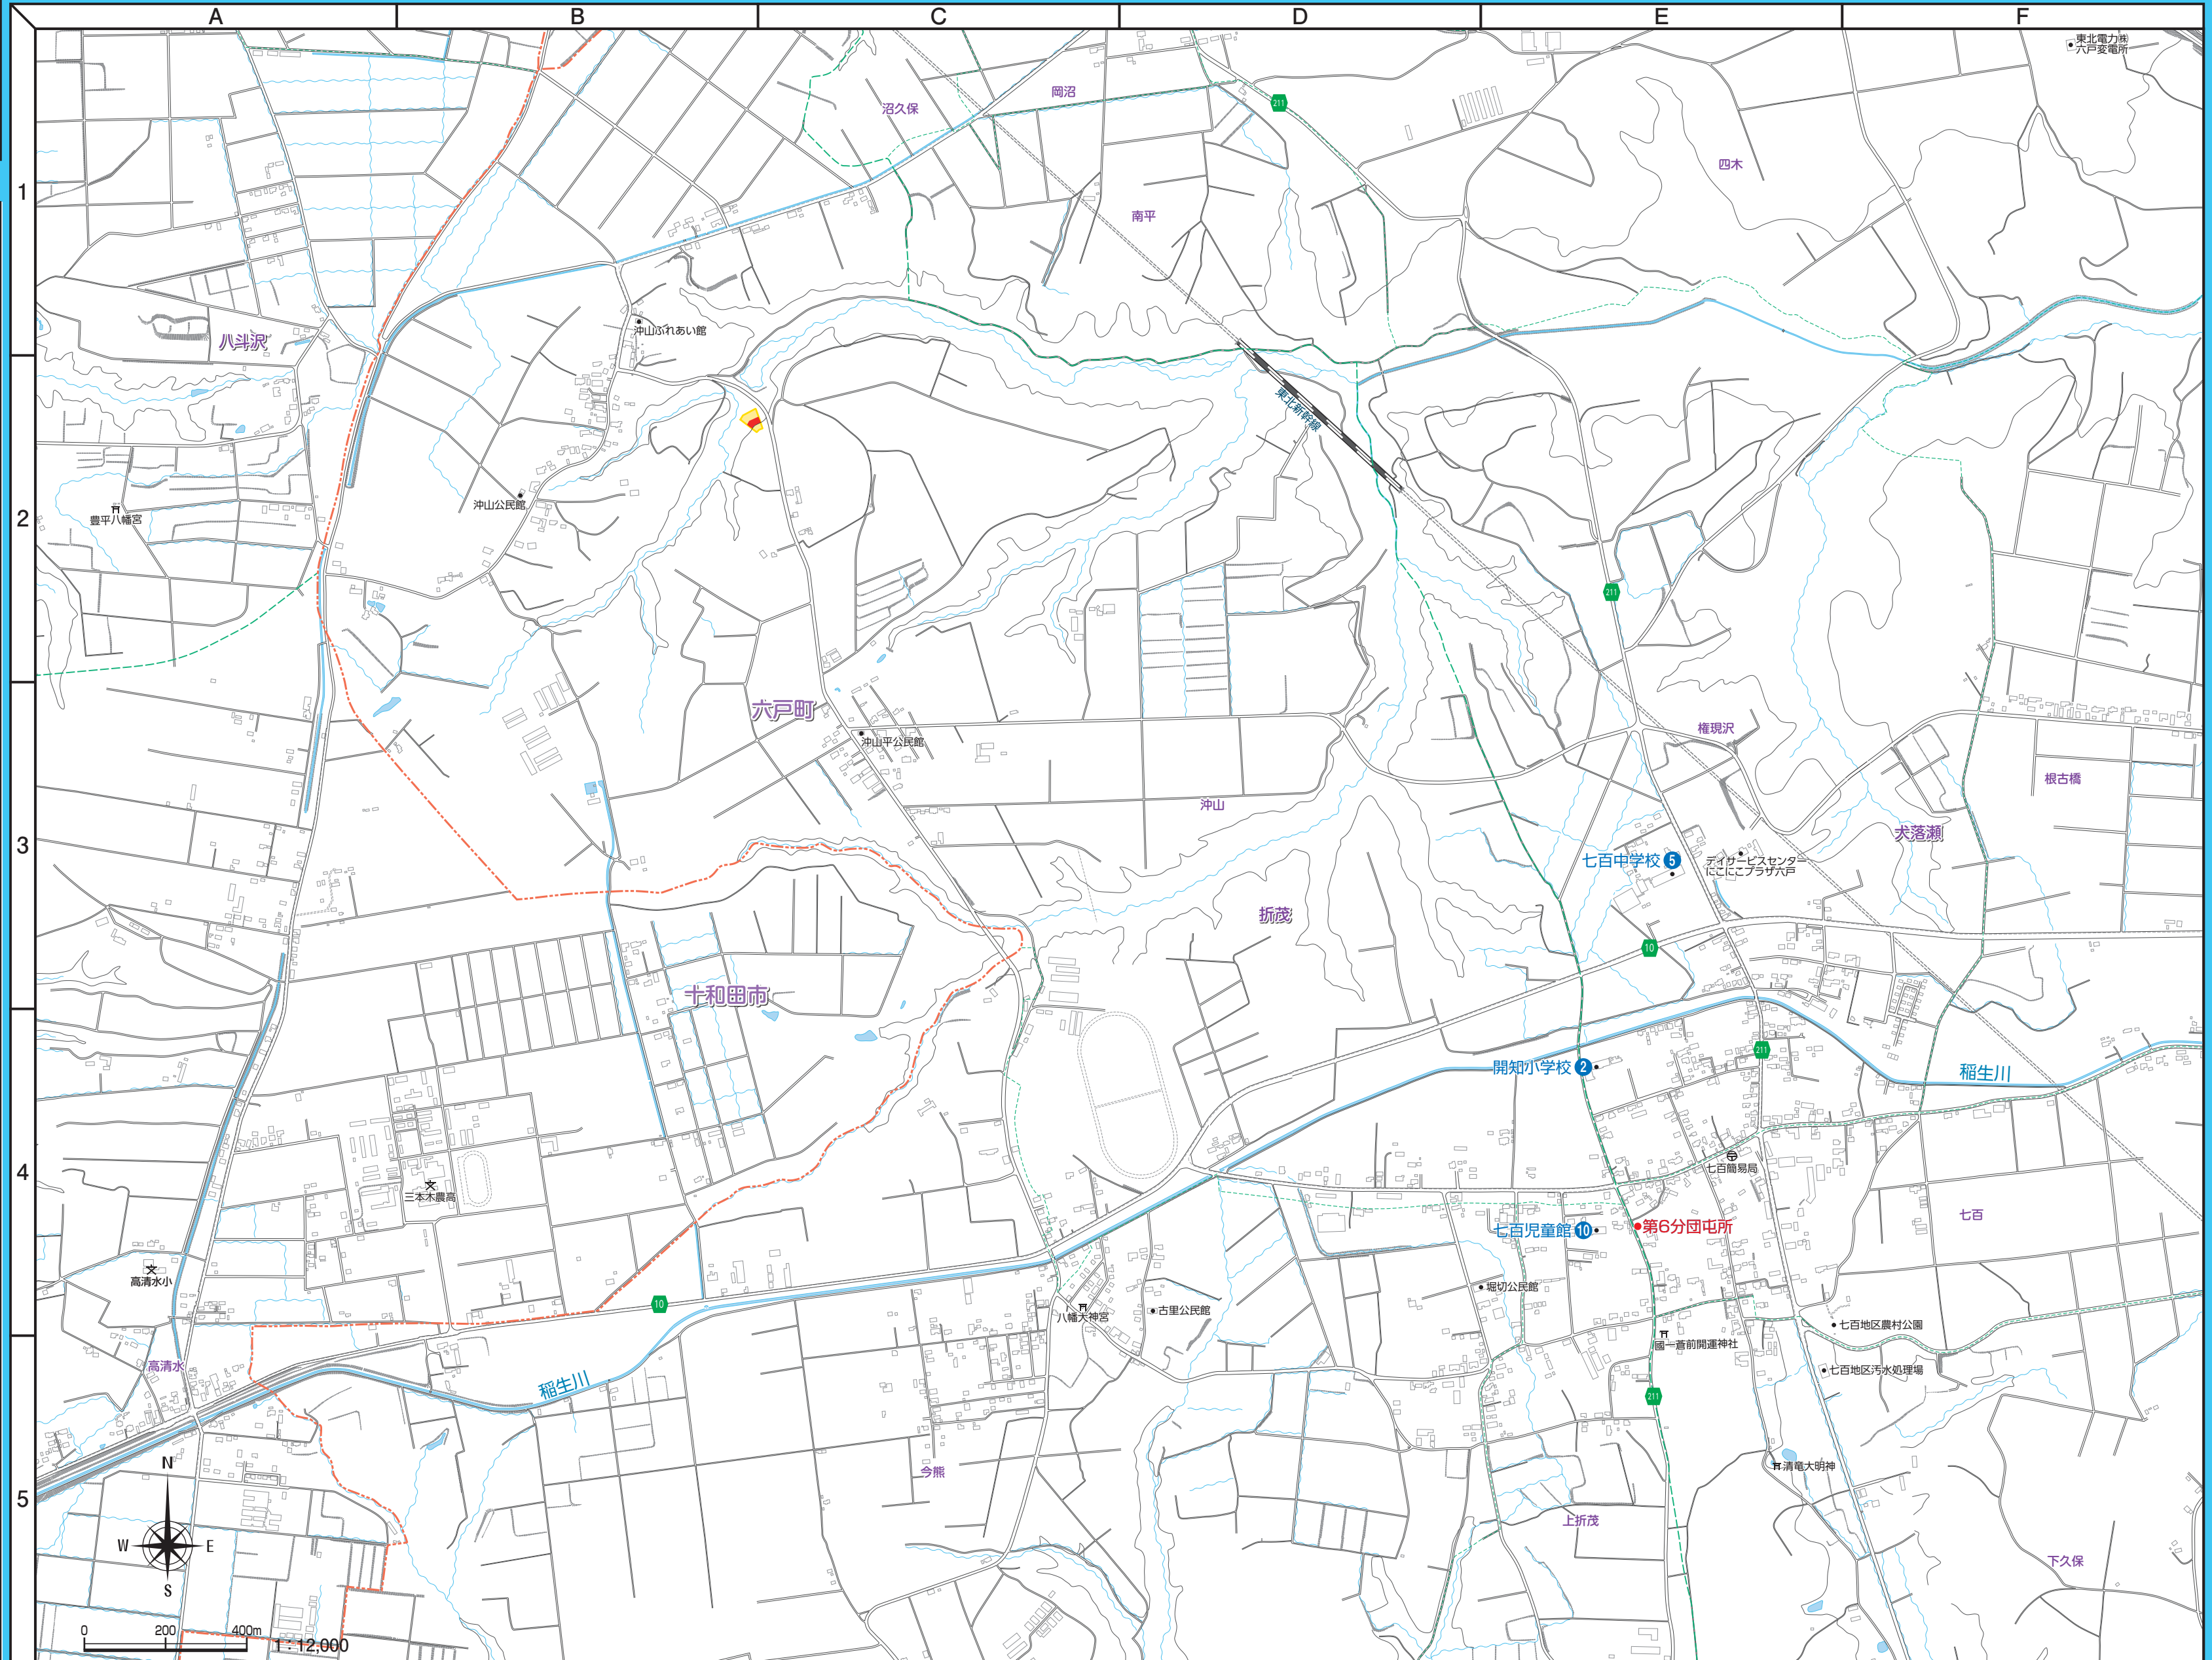 A
B
C
D
E
F
1
2
3
4
5
東北電力㈱
六戸変電所
211
岡沼
沼久保
四木
南平
沖山ふれあい館
八斗沢
東北新幹線
沖山公民館
豊平八幡宮
211
六戸町
沖山平公民館
権現沢
根古橋
沖山
犬落瀬
七百中学校 5
デイサービスセンター
にこにこプラザ六戸
折茂
10
十和田市
211
開知小学校 2
稲生川
七百簡易局
三本木農高
七百
第6分団屯所
七百児童館 10
高清水小
堀切公民館
10
古里公民館
八幡大神宮
七百地区農村公園
國一蒼前開運神社
高清水
七百地区汚水処理場
稲生川
211
清竜大明神
今熊
上折茂
下久保
N
W
E
S
0
200
400m
1:12,000